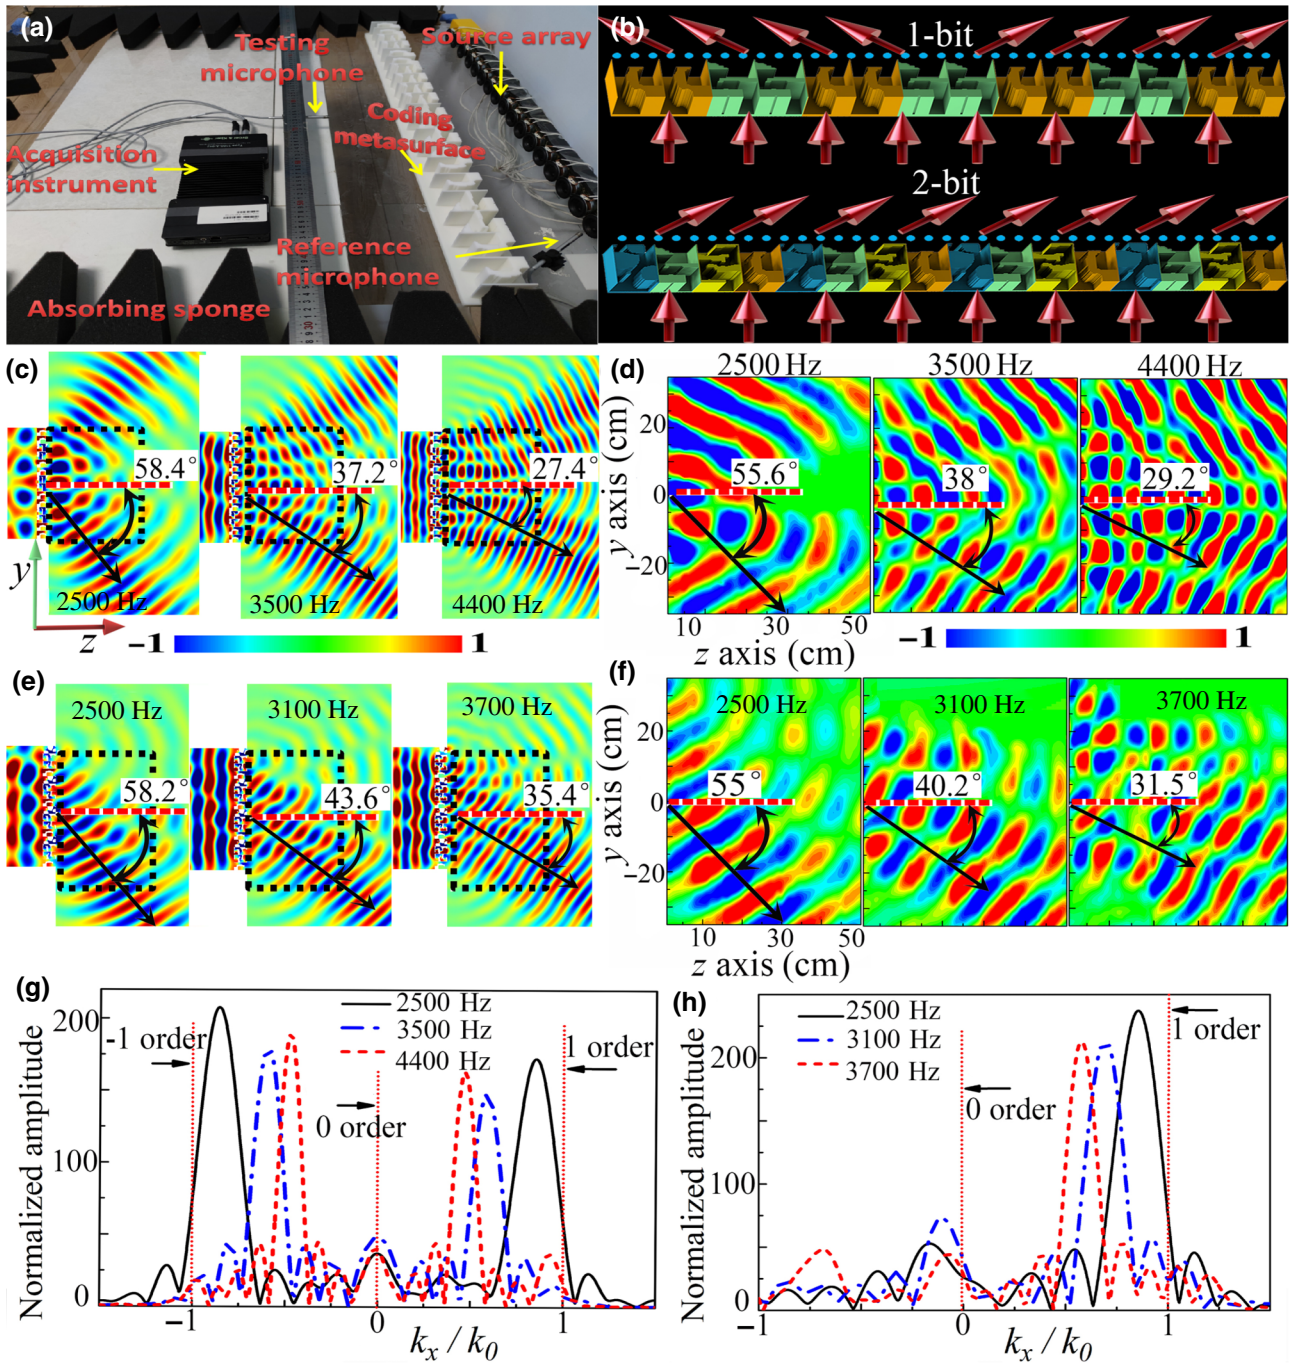 (a)
Testing
microphone
Source array
Coding
metasurface
Acquisition
instrument
Reference
microphone
Absorbing sponge
(b)
1-bit
2-bit
(c)
58.4°
37.2°
27.4°
2500 Hz
3500 Hz
4400 Hz
y
z
−1
1
(d)
2500 Hz
3500 Hz
4400 Hz
y axis (cm)
20
0
−20
55.6°
38°
29.2°
10
30
50
z axis (cm)
−1
1
(e)
2500 Hz
3100 Hz
3700 Hz
58.2°
43.6°
35.4°
(f)
2500 Hz
3100 Hz
3700 Hz
y axis (cm)
20
0
−20
55°
40.2°
31.5°
10
30
50
z axis (cm)
(g)
Normalized amplitude
200
100
0
2500 Hz
3500 Hz
4400 Hz
-1 order
0 order
1 order
−1
0
1
kx / k0
(h)
Normalized amplitude
200
100
0
2500 Hz
3100 Hz
3700 Hz
0 order
1 order
−1
0
1
kx / k0